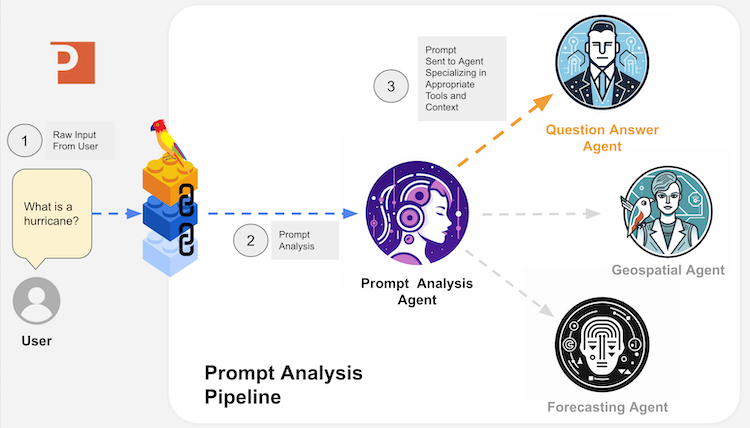 P
1
Raw Input
From User
What is a
hurricane?
User
2
Prompt
Analysis
Prompt Analysis
Agent
3
Prompt
Sent to Agent
Specializing in
Appropriate
Tools and
Context
Question Answer
Agent
Geospatial Agent
Forecasting Agent
Prompt Analysis
Pipeline